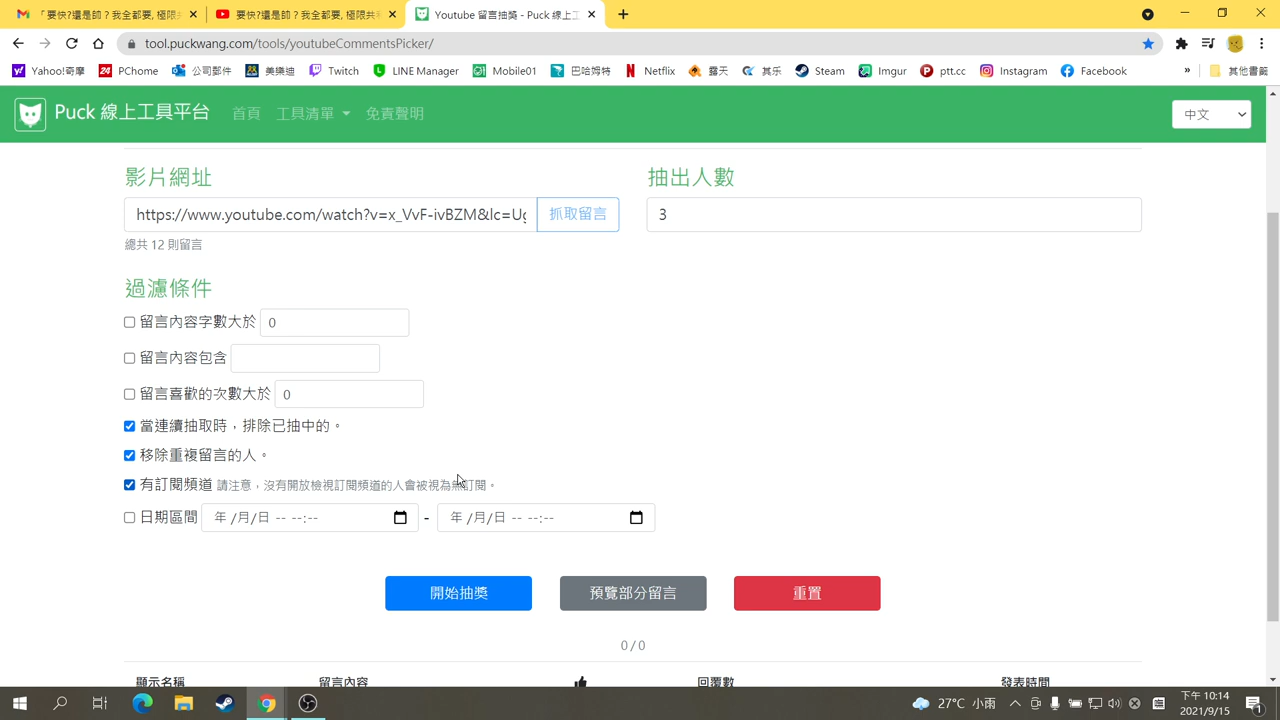 「要快?還是帥 ? 我全都要, 極限共
要快?還是帥 ? 我全都要, 極限共
Youtube 留言抽獎 - Puck 線上工
tool.puckwang.com/tools/youtubeCommentsPicker/
Yahoo!奇摩 PChome 公司郵件 美樂迪 Twitch LINE Manager Mobile01 巴哈姆特 Netflix 露天 其乐 Steam Imgur ptt.cc Instagram Facebook » 其他書籤
Puck 線上工具平台 首頁 工具清單 免責聲明 中文
影片網址 抽出人數
https://www.youtube.com/watch?v=x_VvF-ivBZM&lc=Ug 抓取留言 3
總共 12 則留言
過濾條件
留言內容字數大於 0
留言內容包含
留言喜歡的次數大於 0
當連續抽取時，排除已抽中的。
移除重複留言的人。
有訂閱頻道 請注意，沒有開放檢視訂閱頻道的人會被視為無訂閱。
日期區間 年 /月/日 -- --:-- - 年 /月/日 -- --:--
開始抽獎 預覽部分留言 重置
0 / 0
顯示名稱 留言內容 回覆數 發表時間
27°C 小雨 下午 10:14
2021/9/15 1